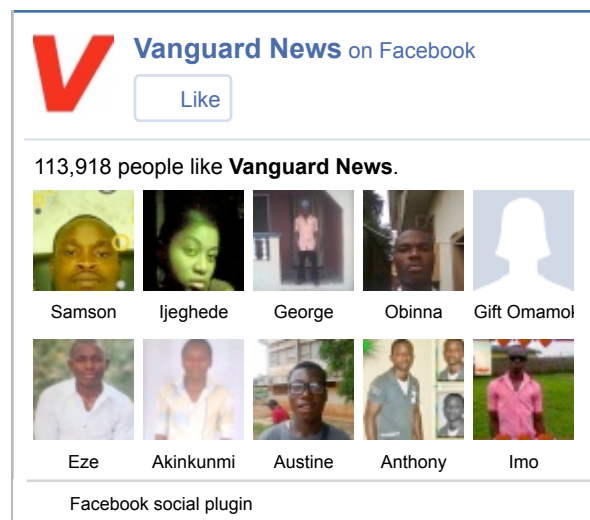 Vanguard News on Facebook
Like
113,918 people like Vanguard News.
Samson Ijeghede George Obinna Gift Omamok
Eze Akinkunmi Austine Anthony Imo
Facebook social plugin